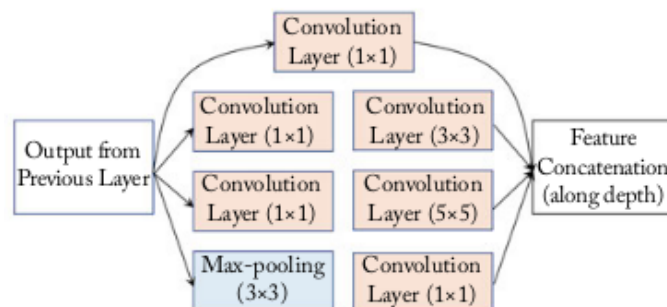 Convolution
Layer (1×1)
Convolution
Layer (1×1)
Convolution
Layer (3×3)
Output from
Previous Layer
Feature
Concatenation
(along depth)
Convolution
Layer (1×1)
Convolution
Layer (5×5)
Max-pooling
(3×3)
Convolution
Layer (1×1)